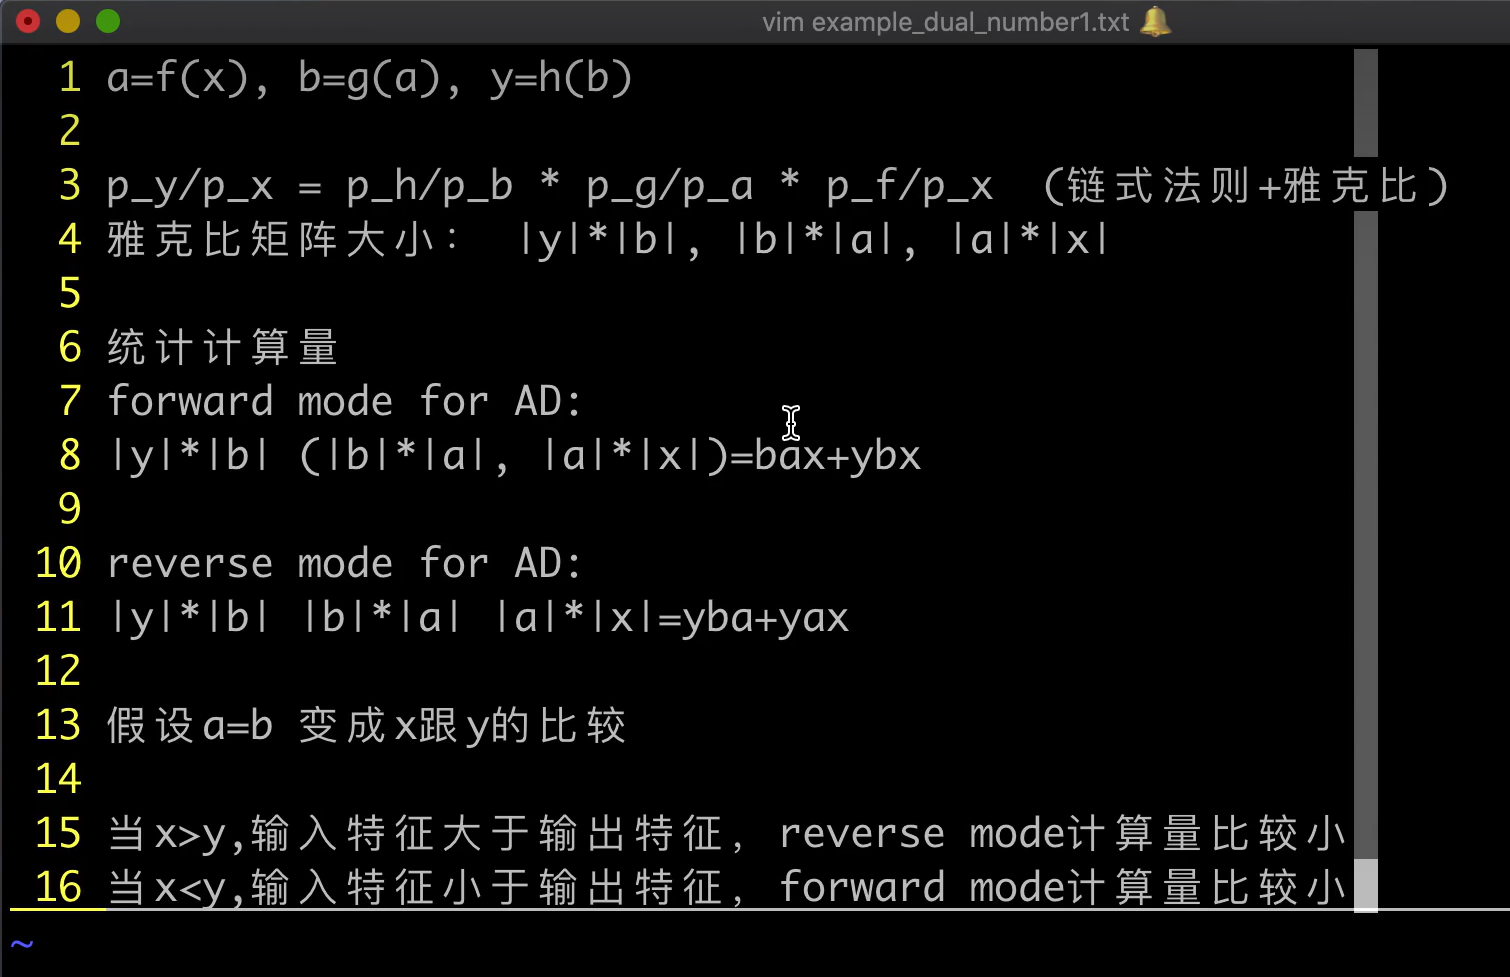 vim example_dual_number1.txt 🔔
1 a=f(x), b=g(a), y=h(b)
2
3 p_y/p_x = p_h/p_b * p_g/p_a * p_f/p_x (链式法则+雅克比)
4 雅克比矩阵大小: |y|*|b|, |b|*|a|, |a|*|x|
5
6 统计计算量
7 forward mode for AD:
8 |y|*|b| (|b|*|a|, |a|*|x|)=bax+ybx
9
10 reverse mode for AD:
11 |y|*|b| |b|*|a| |a|*|x|=yba+yax
12
13 假设a=b 变成x跟y的比较
14
15 当x>y,输入特征大于输出特征, reverse mode计算量比较小
16 当x<y,输入特征小于输出特征, forward mode计算量比较小
~